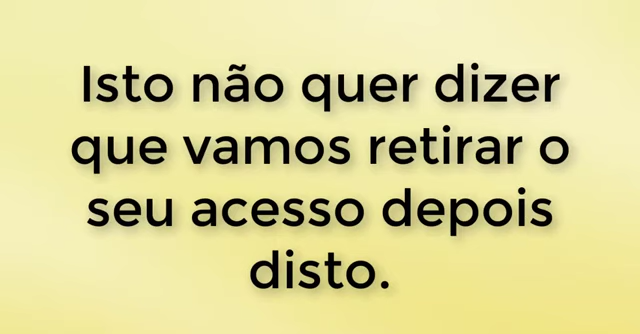 Isto não quer dizer
que vamos retirar o
seu acesso depois
disto.